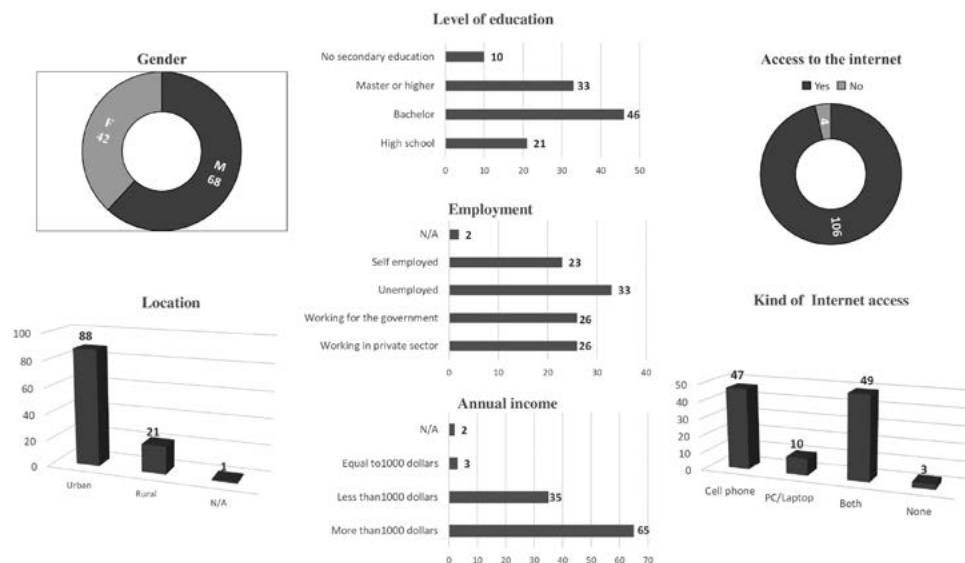 Gender
F
42
M
68
Level of education
No secondary education
10
Master or higher
33
Bachelor
46
High school
21
0 10 20 30 40 50
Access to the internet
Yes No
4
106
Employment
N/A
2
Self employed
23
Unemployed
33
Working for the government
26
Working in private sector
26
0 10 20 30 40
Location
100
80
60
40
20
0
88
21
1
Urban Rural N/A
Annual income
N/A
2
Equal to1000 dollars
3
Less than1000 dollars
35
More than1000 dollars
65
0 10 20 30 40 50 60 70
Kind of Internet access
50
40
30
20
10
0
47
10
49
3
Cell phone PC/Laptop Both None